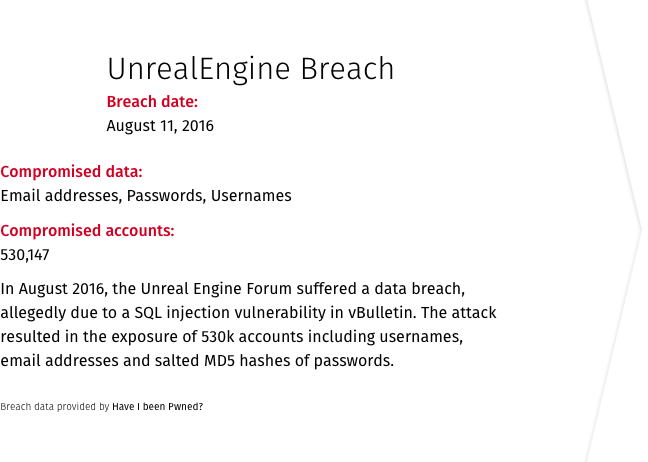 UnrealEngine Breach
Breach date:
August 11, 2016
Compromised data:
Email addresses, Passwords, Usernames
Compromised accounts:
530,147
In August 2016, the Unreal Engine Forum suffered a data breach,
allegedly due to a SQL injection vulnerability in vBulletin. The attack
resulted in the exposure of 530k accounts including usernames,
email addresses and salted MD5 hashes of passwords.
Breach data provided by Have I been Pwned?